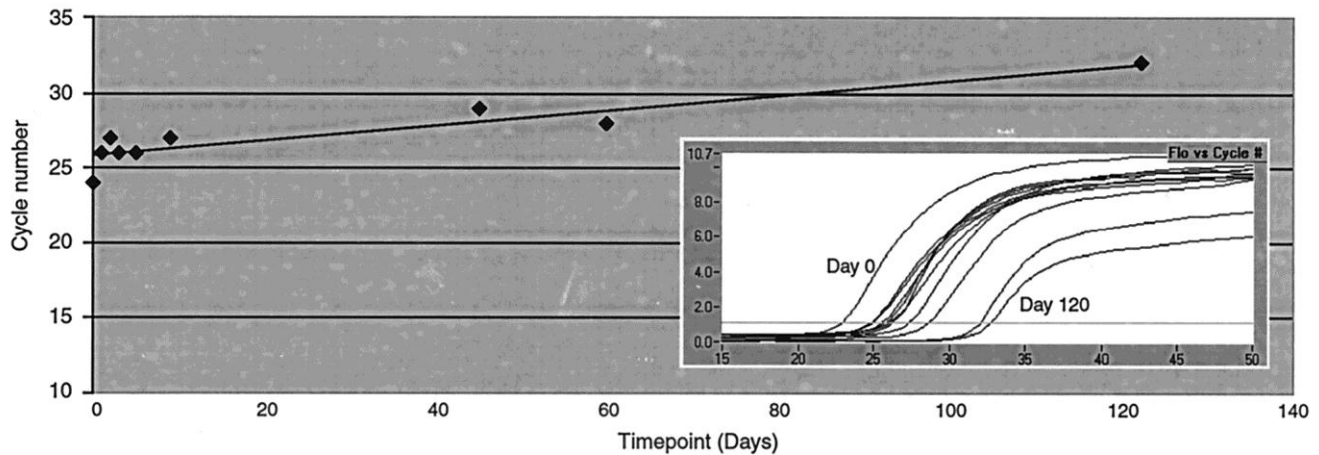 35
30
25
20
15
10
Cycle number
0 20 40 60 80 100 120 140
Timepoint (Days)
Flo vs Cycle #
10.7
8.0
6.0
4.0
2.0
0.0
Day 0
Day 120
15 20 25 30 35 40 45 50